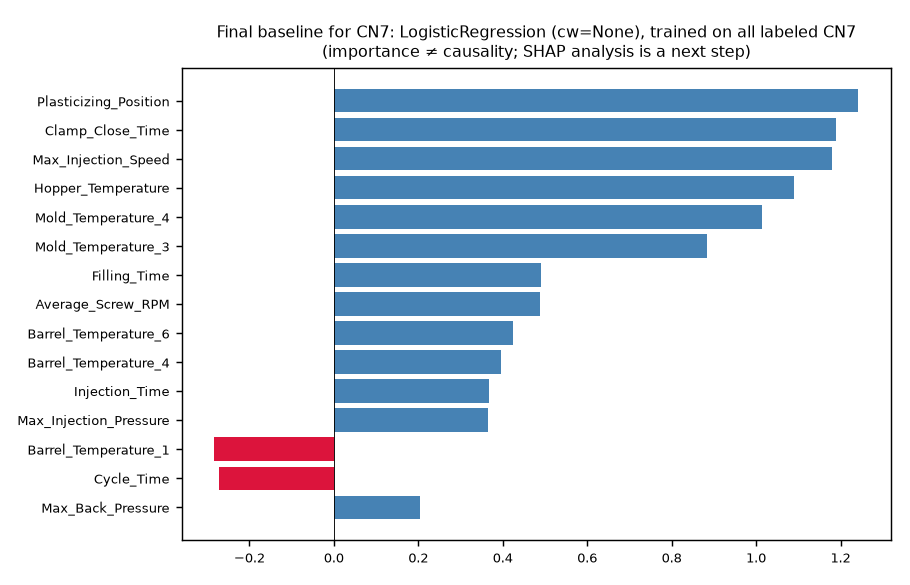 Final baseline for CN7: LogisticRegression (cw=None), trained on all labeled CN7
(importance ≠ causality; SHAP analysis is a next step)
Plasticizing_Position
Clamp_Close_Time
Max_Injection_Speed
Hopper_Temperature
Mold_Temperature_4
Mold_Temperature_3
Filling_Time
Average_Screw_RPM
Barrel_Temperature_6
Barrel_Temperature_4
Injection_Time
Max_Injection_Pressure
Barrel_Temperature_1
Cycle_Time
Max_Back_Pressure
−0.2 0.0 0.2 0.4 0.6 0.8 1.0 1.2